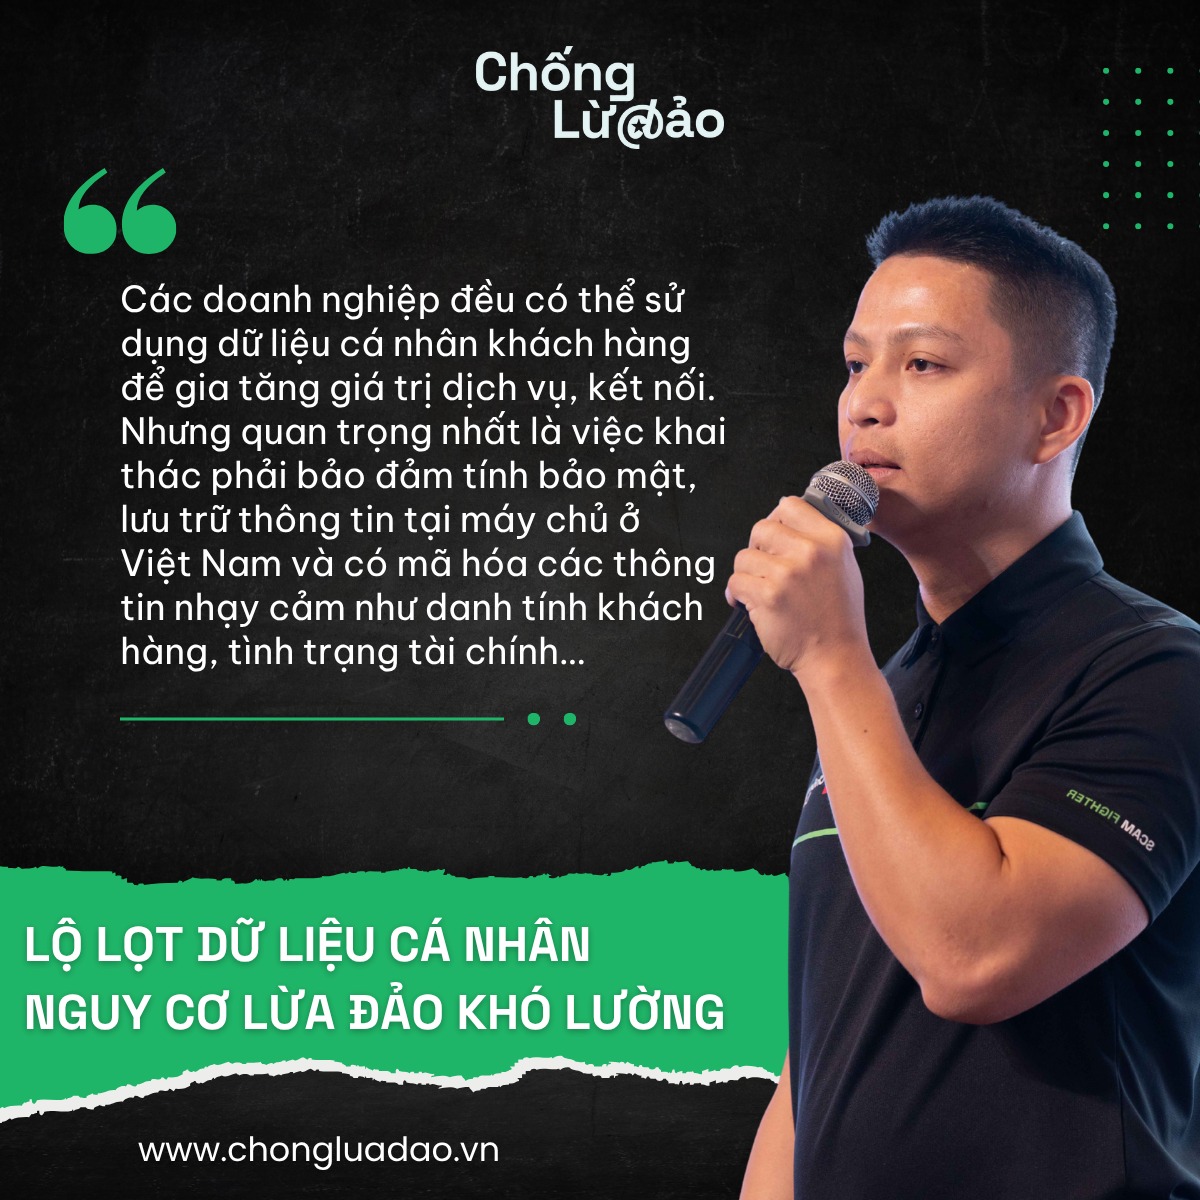 Chống
Lừa đảo
Các doanh nghiệp đều có thể sử
dụng dữ liệu cá nhân khách hàng
để gia tăng giá trị dịch vụ, kết nối.
Nhưng quan trọng nhất là việc khai
thác phải bảo đảm tính bảo mật,
lưu trữ thông tin tại máy chủ ở
Việt Nam và có mã hóa các thông
tin nhạy cảm như danh tính khách
hàng, tình trạng tài chính...
SCAM FIGHTER
LỘ LỌT DỮ LIỆU CÁ NHÂN
NGUY CƠ LỪA ĐẢO KHÓ LƯỜNG
www.chongluadao.vn